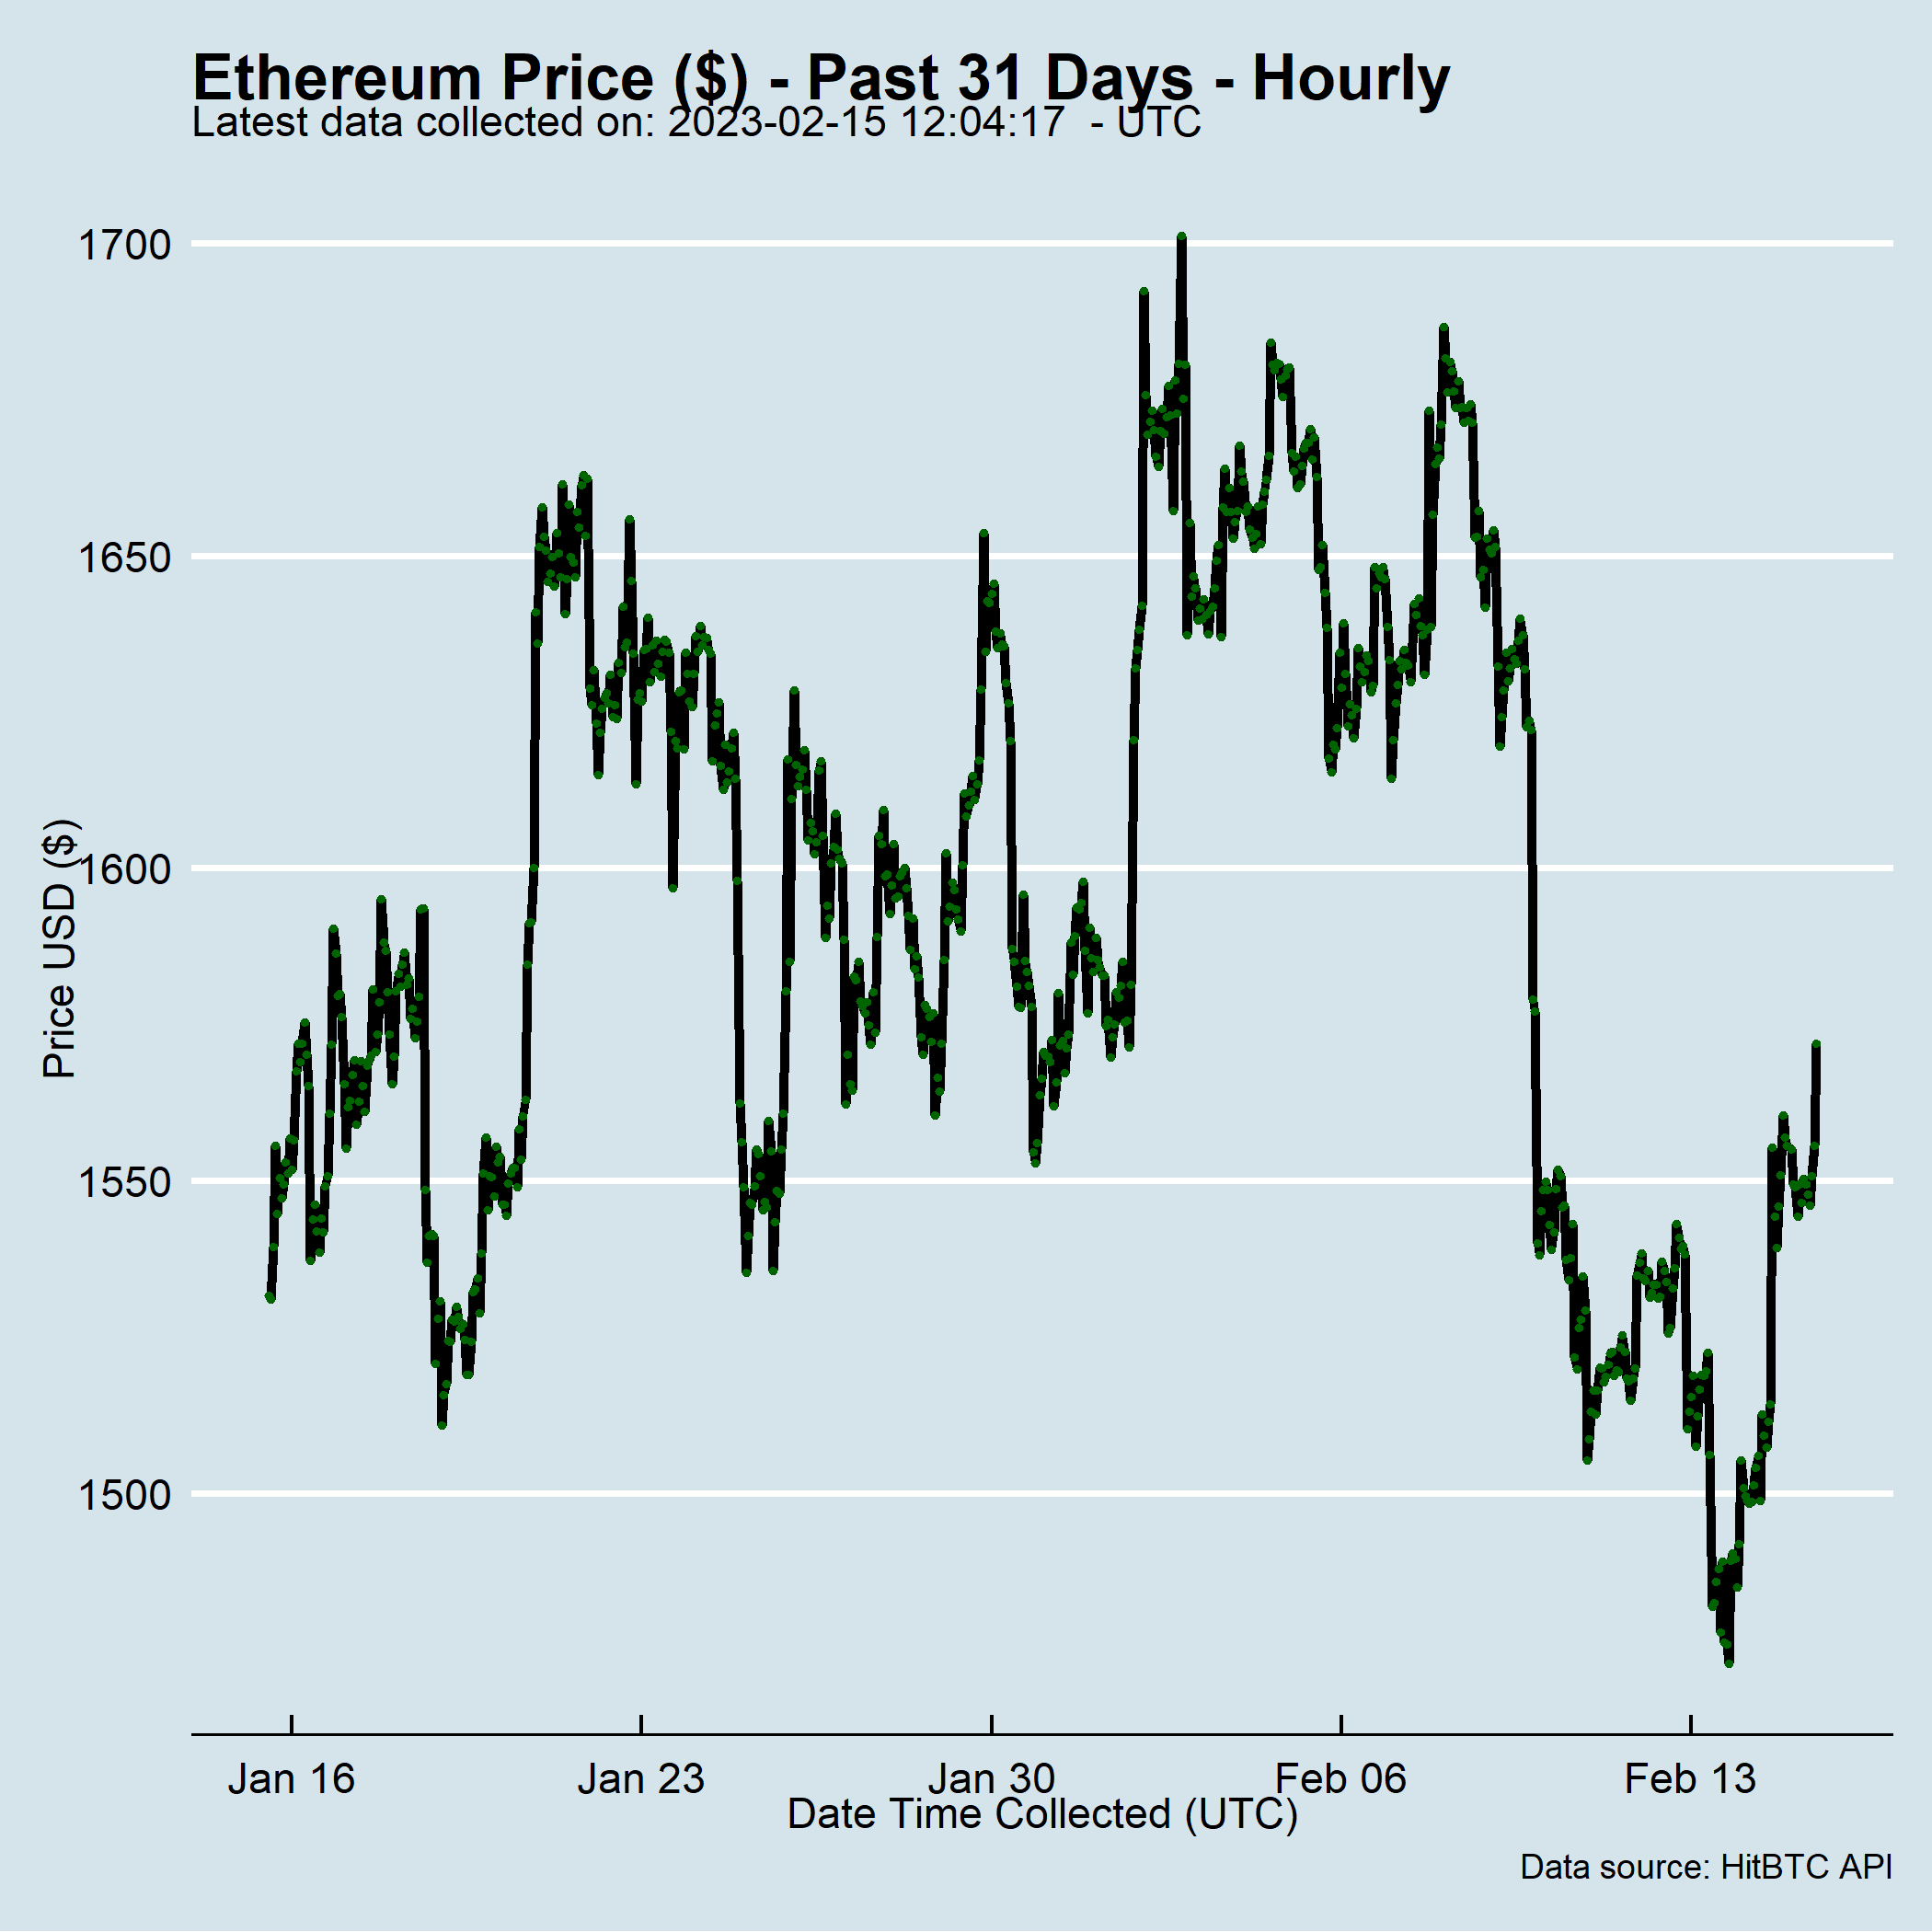 Ethereum Price ($) - Past 31 Days - Hourly
Latest data collected on: 2023-02-15 12:04:17  - UTC
1700
1650
1600
1550
1500
Price USD ($)
Jan 16
Jan 23
Jan 30
Feb 06
Feb 13
Date Time Collected (UTC)
Data source: HitBTC API